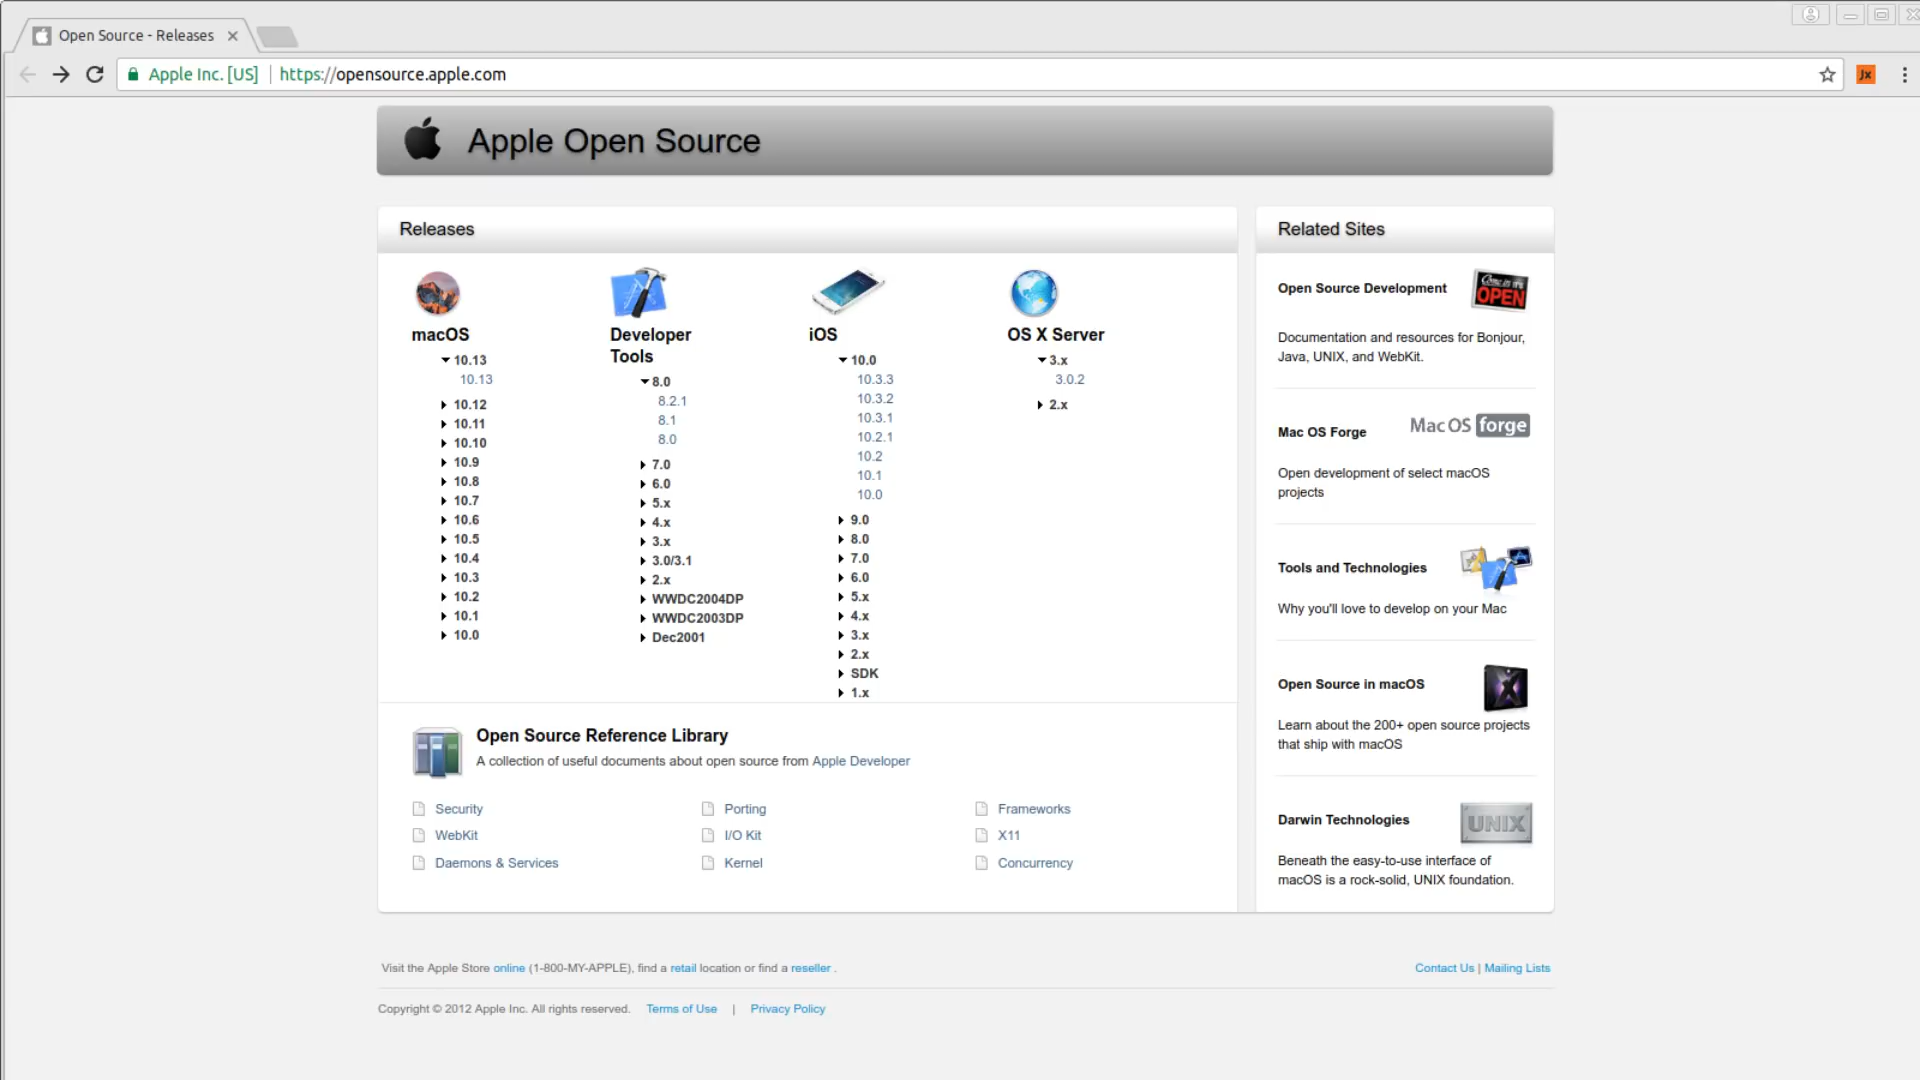 Open Source - Releases
Apple Inc. [US] https://opensource.apple.com
Jx
Apple Open Source
Releases
macOS
10.13
10.13
10.12
10.11
10.10
10.9
10.8
10.7
10.6
10.5
10.4
10.3
10.2
10.1
10.0
Developer
Tools
8.0
8.2.1
8.1
8.0
7.0
6.0
5.x
4.x
3.x
3.0/3.1
2.x
WWDC2004DP
WWDC2003DP
Dec2001
iOS
10.0
10.3.3
10.3.2
10.3.1
10.2.1
10.2
10.1
10.0
9.0
8.0
7.0
6.0
5.x
4.x
3.x
2.x
SDK
1.x
OS X Server
3.x
3.0.2
2.x
Open Source Reference Library
A collection of useful documents about open source from Apple Developer
Security
WebKit
Daemons & Services
Porting
I/O Kit
Kernel
Frameworks
X11
Concurrency
Related Sites
Open Source Development
Come in we're
OPEN
Documentation and resources for Bonjour,
Java, UNIX, and WebKit.
Mac OS Forge
Mac OS forge
Open development of select macOS
projects
Tools and Technologies
Why you'll love to develop on your Mac
Open Source in macOS
X
Learn about the 200+ open source projects
that ship with macOS
Darwin Technologies
UNIX
Beneath the easy-to-use interface of
macOS is a rock-solid, UNIX foundation.
Visit the Apple Store online (1-800-MY-APPLE), find a retail location or find a reseller .
Contact Us | Mailing Lists
Copyright © 2012 Apple Inc. All rights reserved. Terms of Use | Privacy Policy